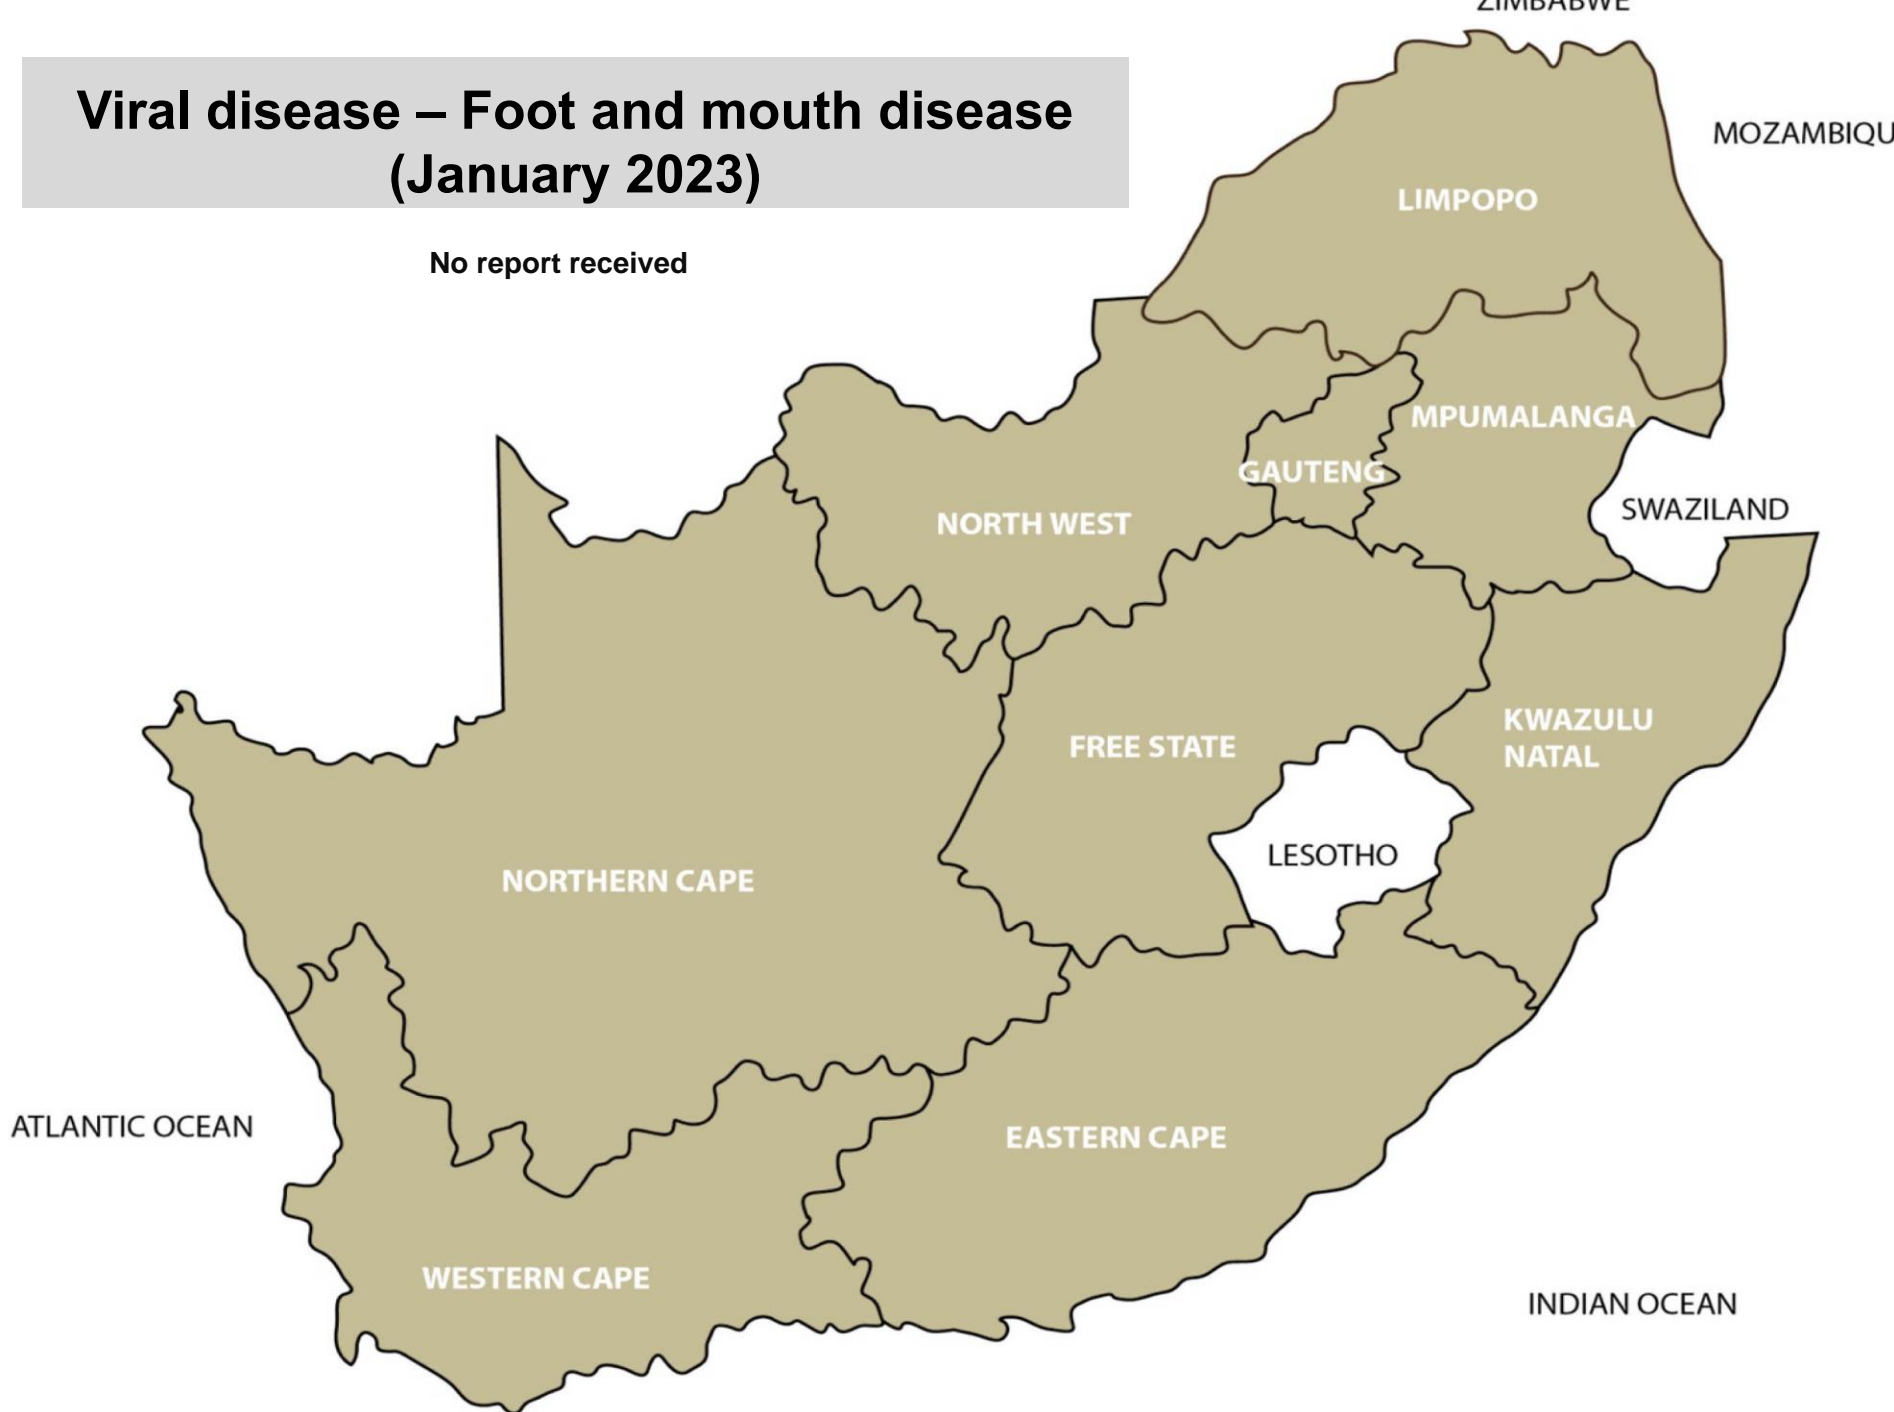 ZIMBABWE
Viral disease – Foot and mouth disease
(January 2023)
MOZAMBIQU
LIMPOPO
No report received
MPUMALANGA
GAUTENG
SWAZILAND
NORTH WEST
KWAZULU
NATAL
FREE STATE
LESOTHO
NORTHERN CAPE
ATLANTIC OCEAN
EASTERN CAPE
WESTERN CAPE
INDIAN OCEAN